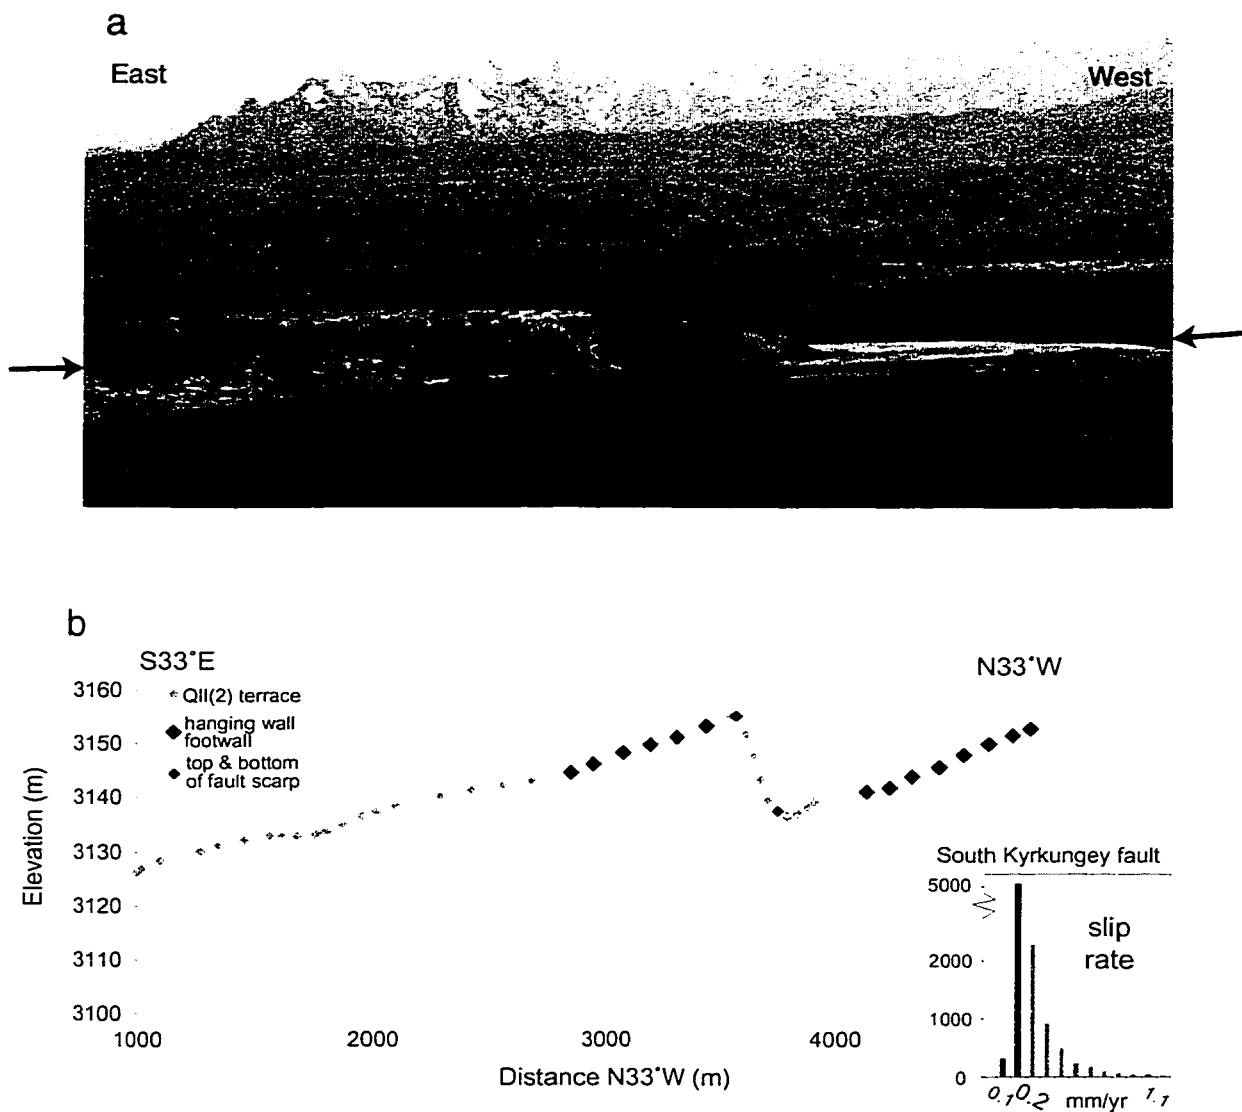 a
East
West
b
S33°E
N33°W
3160
3150
3140
3130
3120
3110
3100
Elevation (m)
QII(2) terrace
hanging wall
footwall
top & bottom
of fault scarp
1000
2000
3000
4000
Distance N33°W (m)
South Kyrkungey fault
5000
2000
1000
0
slip
rate
0.1 0.2 mm/yr 1.1